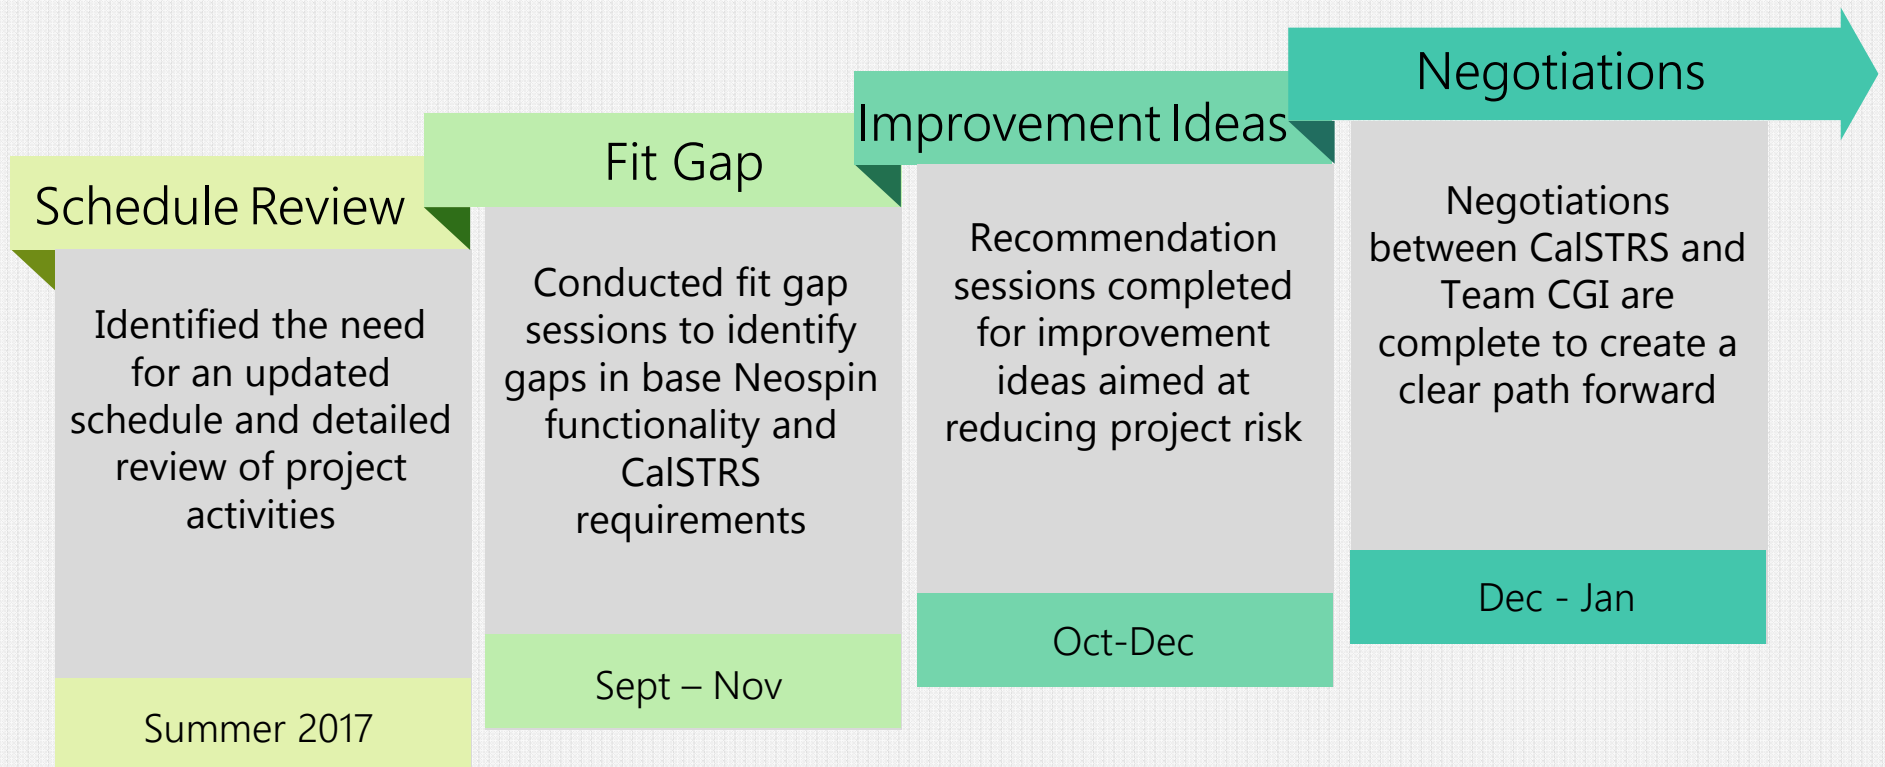 Schedule Review
Identified the need
for an updated
schedule and detailed
review of project
activities
Summer 2017
Fit Gap
Conducted fit gap
sessions to identify
gaps in base Neospin
functionality and
CalSTRS
requirements
Sept – Nov
Improvement Ideas
Recommendation
sessions completed
for improvement
ideas aimed at
reducing project risk
Oct-Dec
Negotiations
Negotiations
between CalSTRS and
Team CGI are
complete to create a
clear path forward
Dec - Jan